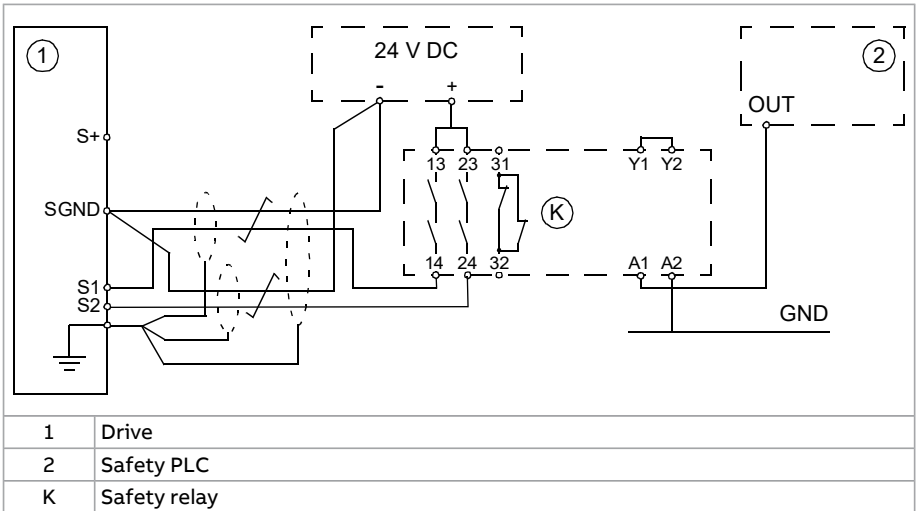 1
24 V DC
2
- +
OUT
S+
13 23 31
Y1 Y2
SGND
K
14 24 32
A1 A2
S1
S2
GND
1 Drive
2 Safety PLC
K Safety relay